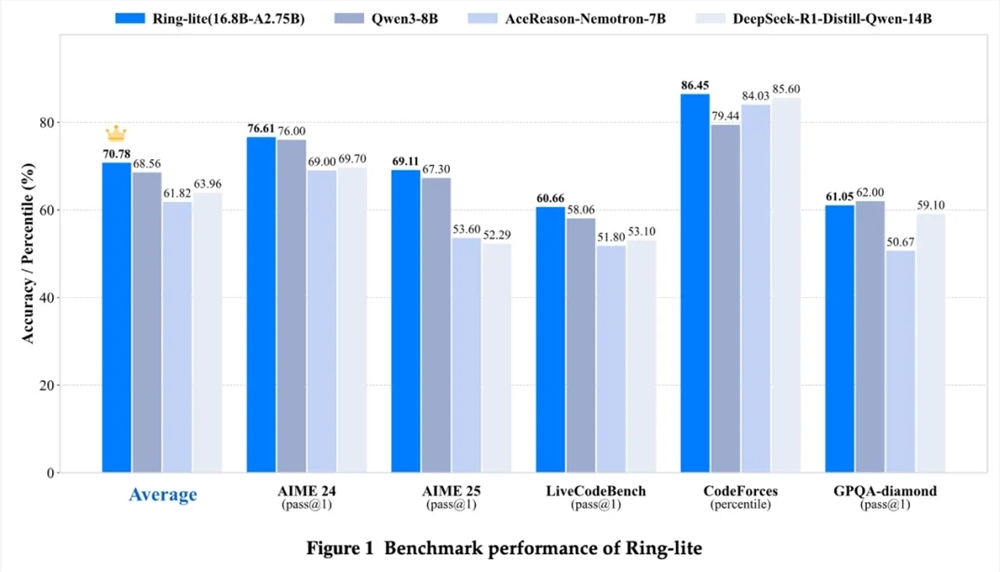 Ring-lite(16.8B-A2.75B) Qwen3-8B AceReason-Nemotron-7B DeepSeek-R1-Distill-Qwen-14B
Accuracy / Percentile (%)
80
60
40
20
0
70.78 68.56 61.82 63.96
76.61 76.00 69.00 69.70
69.11 67.30 53.60 52.29
60.66 58.06 51.80 53.10
86.45 79.44 84.03 85.60
61.05 62.00 50.67 59.10
Average
AIME 24
(pass@1)
AIME 25
(pass@1)
LiveCodeBench
(pass@1)
CodeForces
(percentile)
GPQA-diamond
(pass@1)
Figure 1 Benchmark performance of Ring-lite